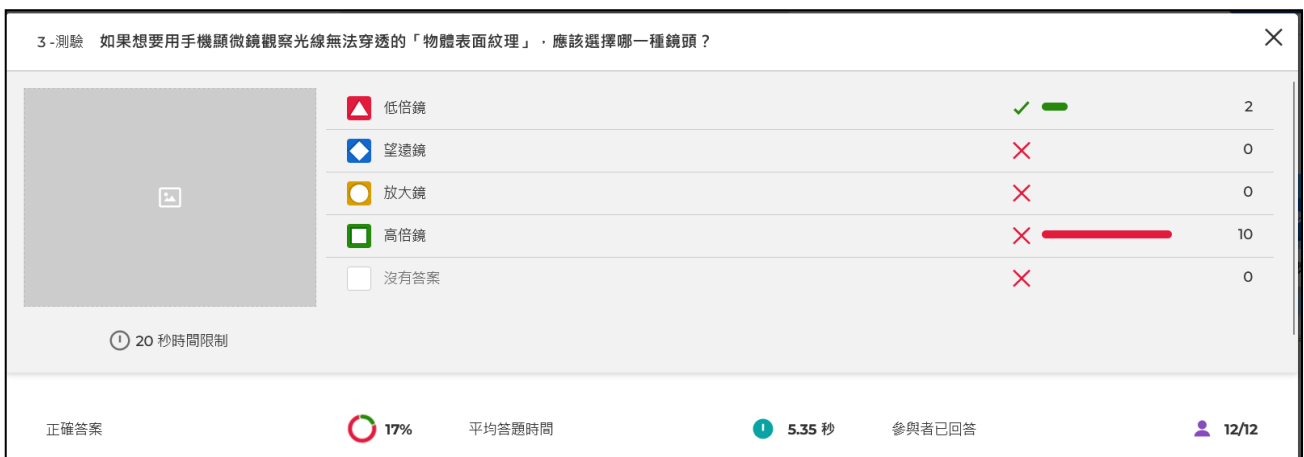 3 -測驗 如果想要用手機顯微鏡觀察光線無法穿透的「物體表面紋理」，應該選擇哪一種鏡頭？
低倍鏡 2
望遠鏡 0
放大鏡 0
高倍鏡 10
沒有答案 0
20 秒時間限制
正確答案 17% 平均答題時間 5.35 秒 參與者已回答 12/12